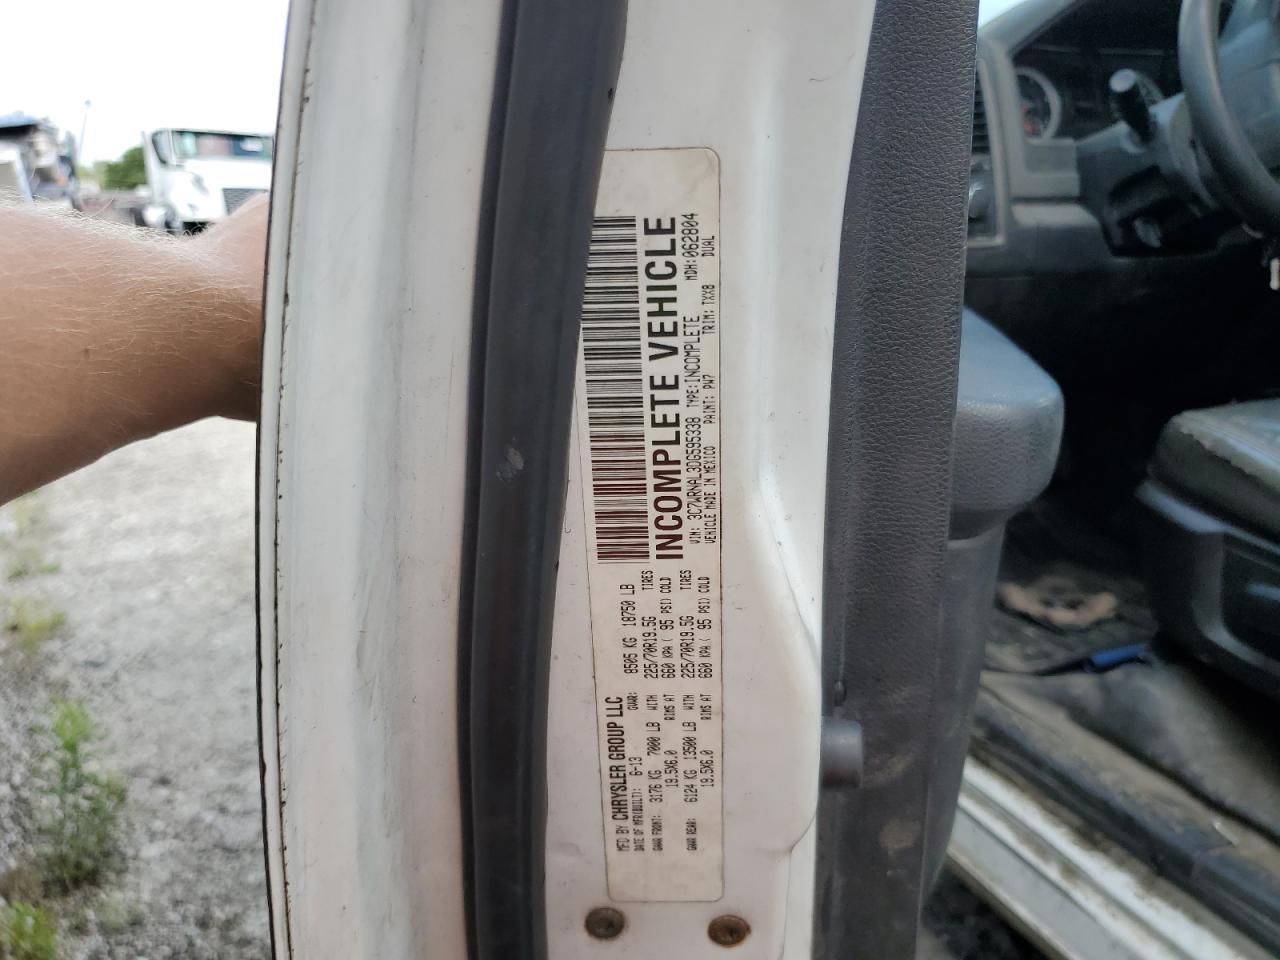 MFD BY CHRYSLER GROUP LLC
DATE OF MFR(BUILT): 6-13 GVWR: 8505 KG 18750 LB
GAWR FRONT: 3176 KG 7000 LB WITH 225/70R19.5G TIRES
19.5X6.0 RIMS AT 660 KPA ( 95 PSI) COLD
GAWR REAR: 6124 KG 13500 LB WITH 225/70R19.5G TIRES
19.5X6.0 RIMS AT 660 KPA ( 95 PSI) COLD
INCOMPLETE VEHICLE
VIN: 3C7WRNAL3DG595338 TYPE:INCOMPLETE MDH:062804
VEHICLE MADE IN MEXICO PAINT: PW7 TRIM: TXX8 DUAL